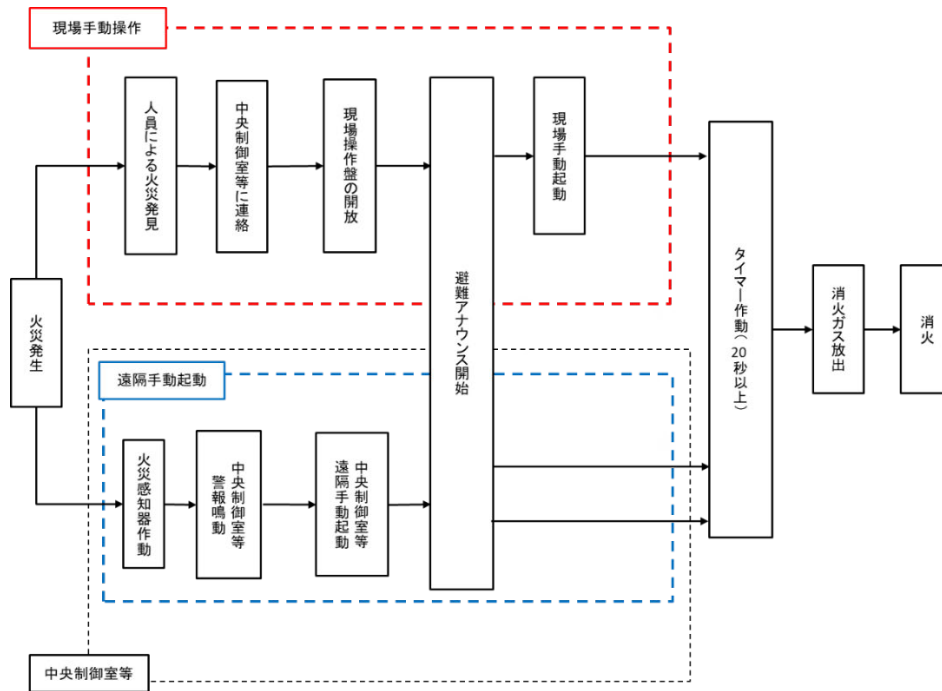 現場手動操作
火災発生
人員による火災発見
中央制御室等に連絡
現場操作盤の開放
避難アナウンス開始
現場手動起動
タイマー作動(20秒以上)
消火ガス放出
消火
遠隔手動起動
火災感知器作動
中央制御室等
警報鳴動
中央制御室等
遠隔手動起動
中央制御室等